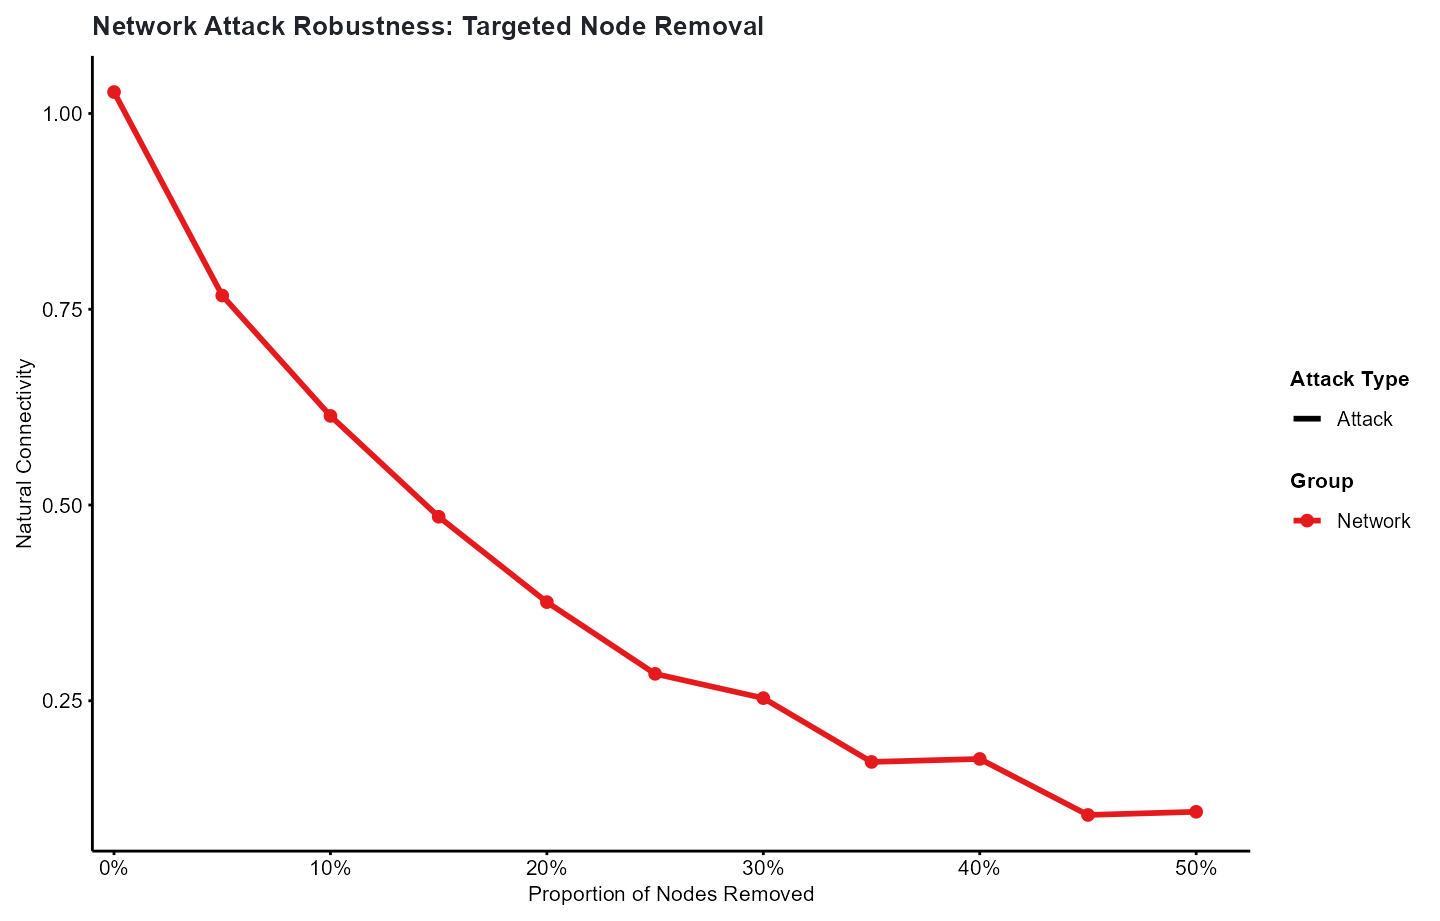 Network Attack Robustness: Targeted Node Removal
Natural Connectivity
1.00
0.75
0.50
0.25
0%
10%
20%
30%
40%
50%
Proportion of Nodes Removed
Attack Type
Attack
Group
Network